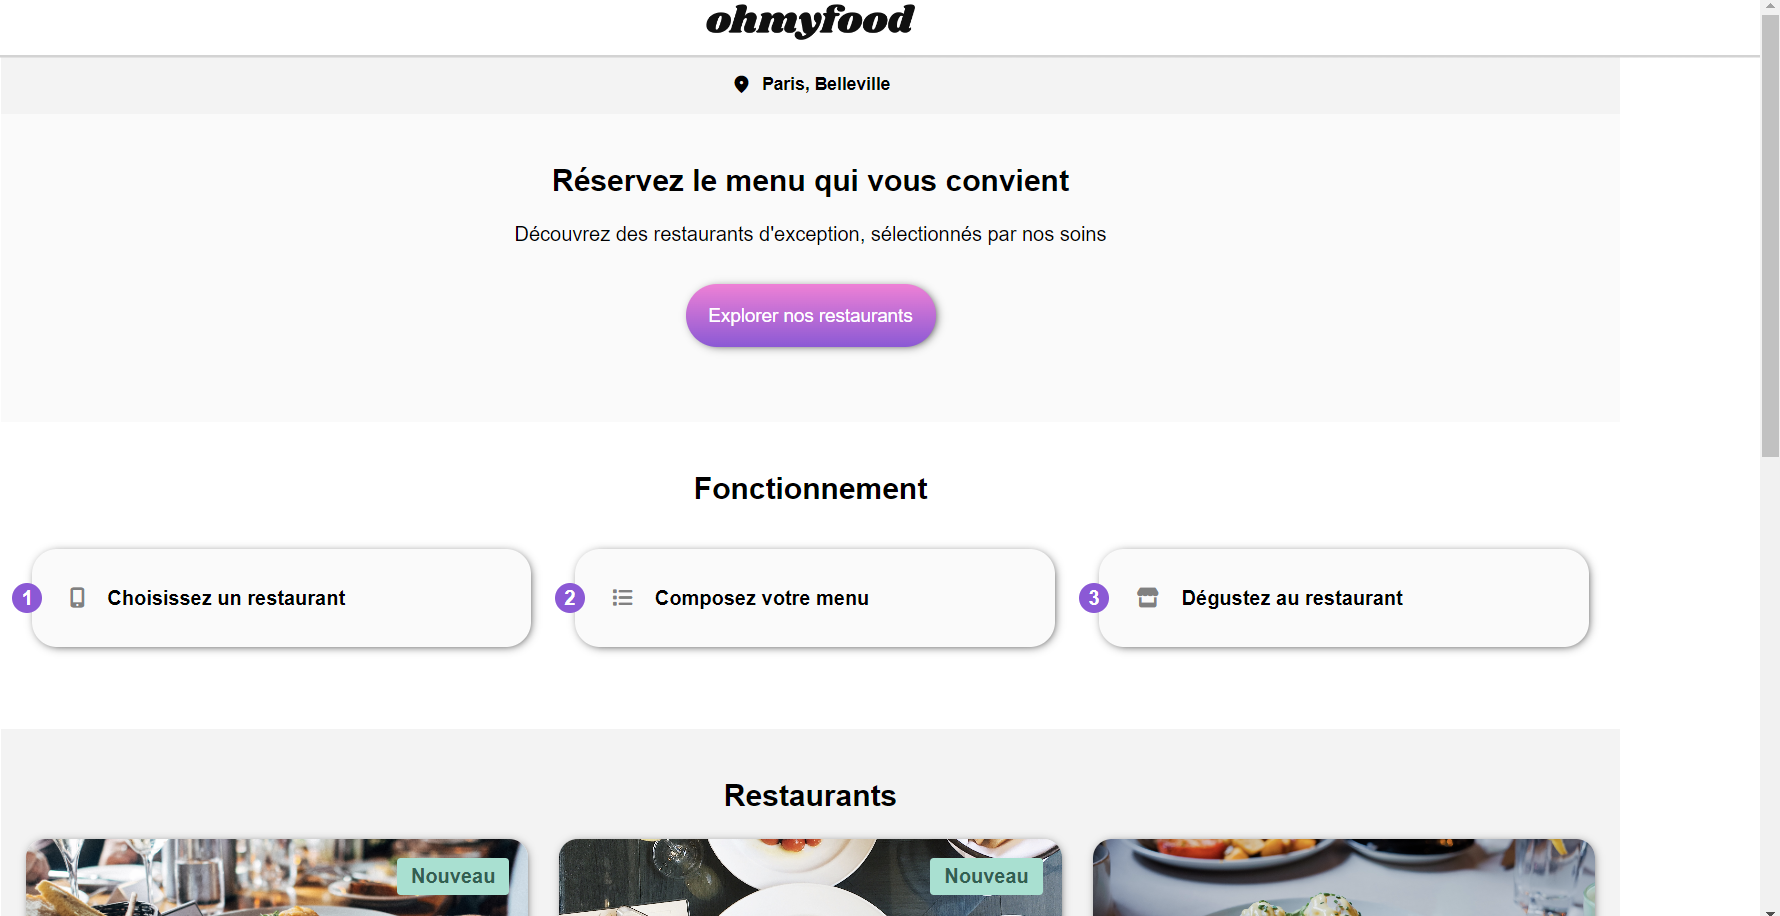 ohmyfood
Paris, Belleville
Réservez le menu qui vous convient
Découvrez des restaurants d'exception, sélectionnés par nos soins
Explorer nos restaurants
Fonctionnement
1 Choisissez un restaurant
2 Composez votre menu
3 Dégustez au restaurant
Restaurants
Nouveau
Nouveau